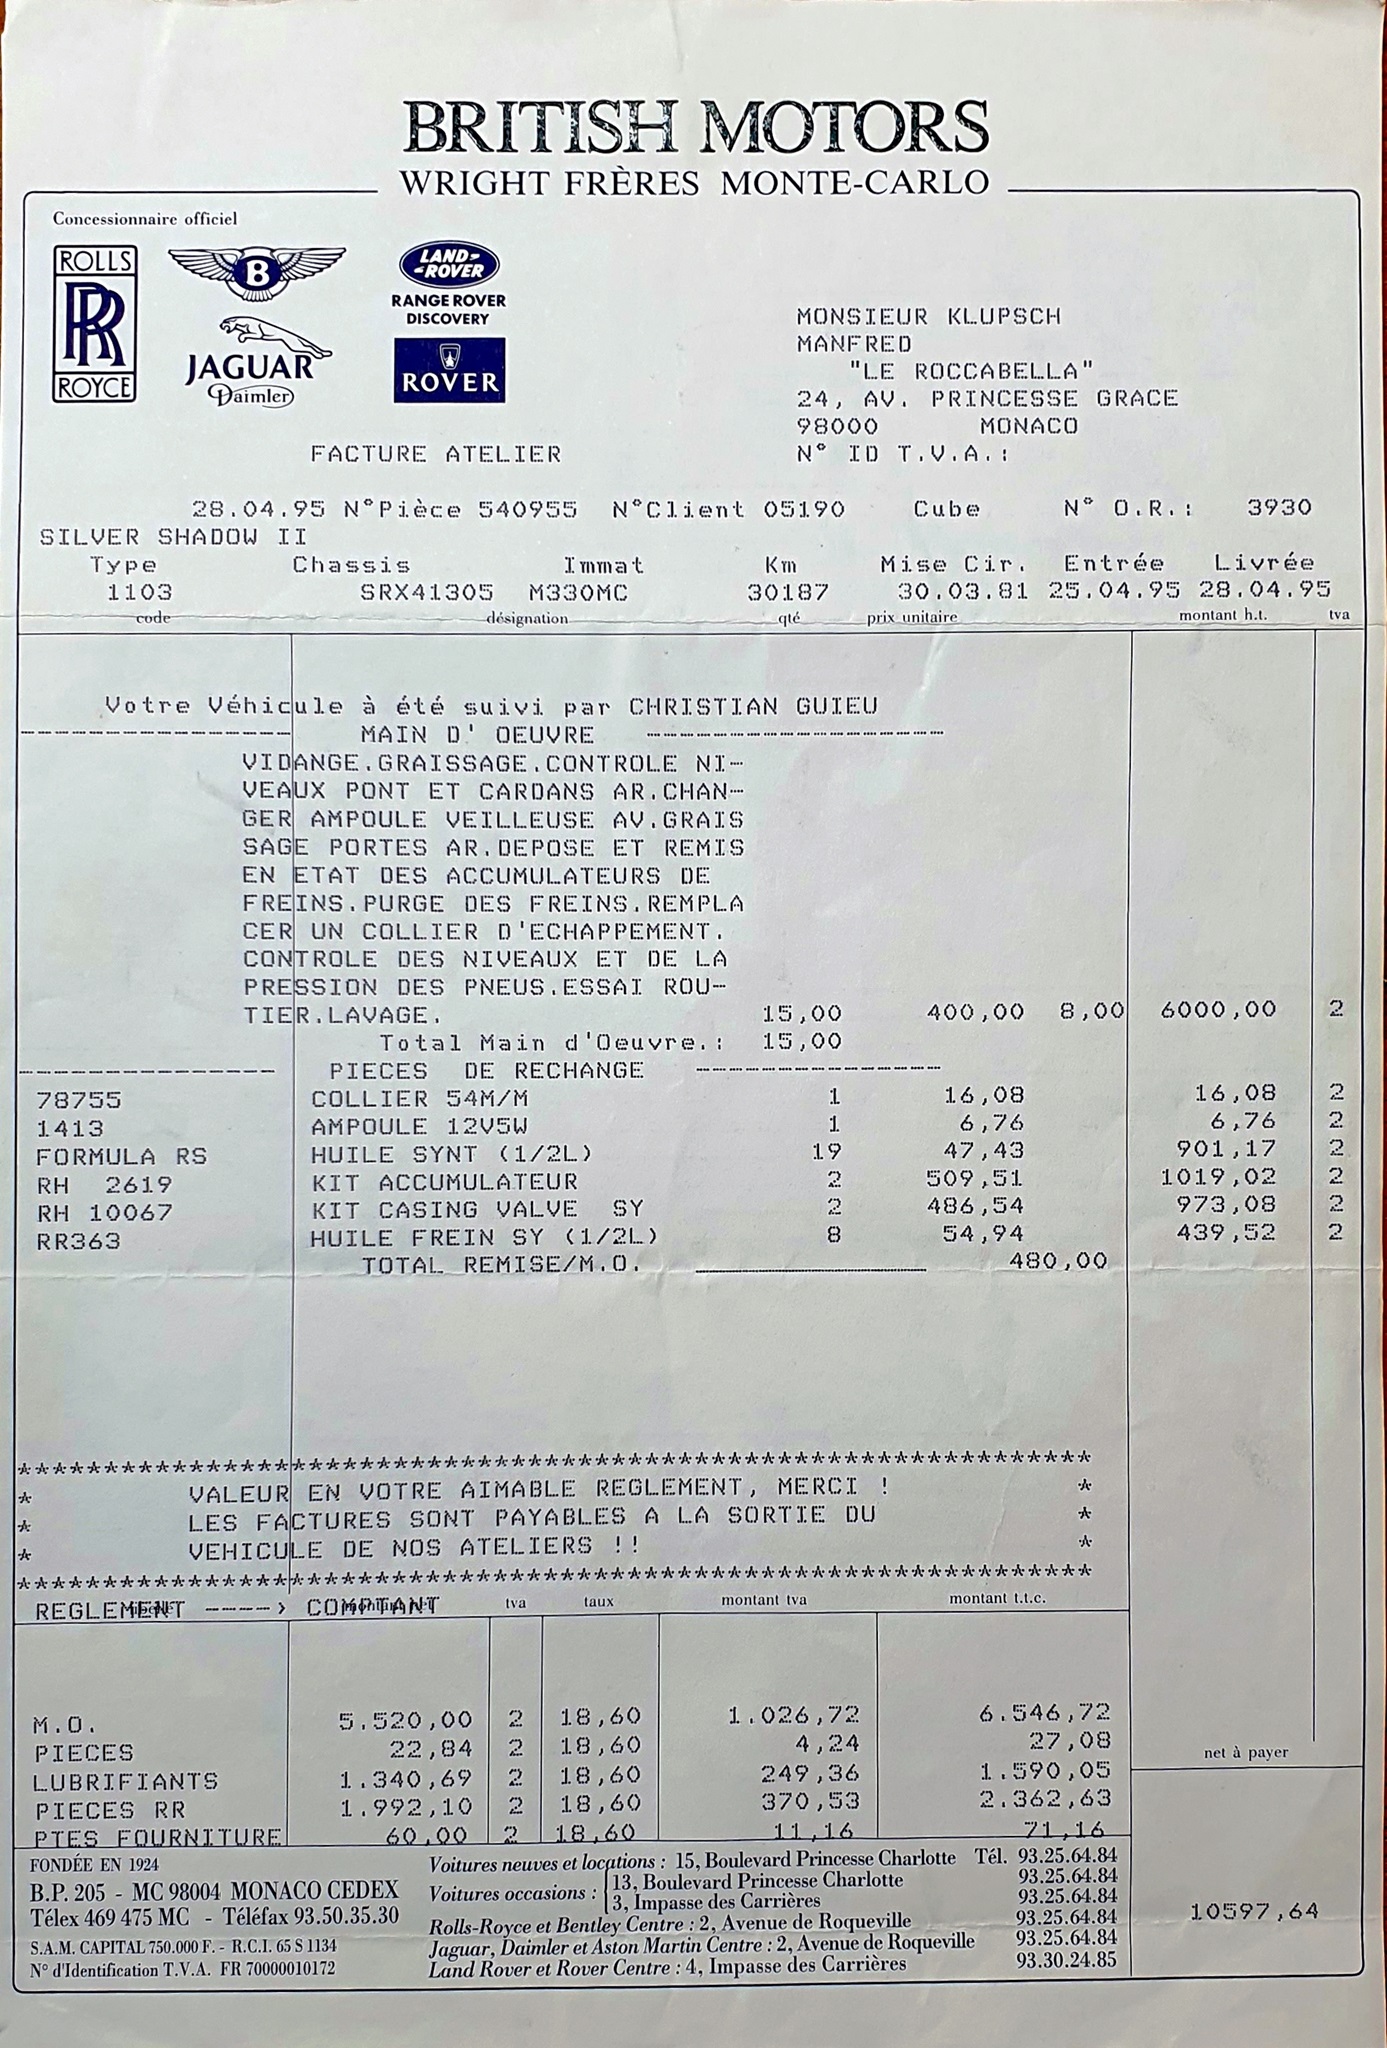 BRITISH MOTORS
WRIGHT FRÈRES MONTE-CARLO
Concessionnaire officiel
ROLLS
RR
ROYCE
B
JAGUAR
Daimler
LAND-
-ROVER
RANGE ROVER
DISCOVERY
ROVER
MONSIEUR KLUPSCH
MANFRED
"LE ROCCABELLA"
24, AV. PRINCESSE GRACE
98000 MONACO
FACTURE ATELIER N° ID T.V.A.:
28.04.95 N°Pièce 540955 N°Client 05190 Cube N° O.R.: 3930
SILVER SHADOW II
Type Chassis Immat Km Mise Cir. Entrée Livrée
1103 SRX41305 M330MC 30187 30.03.81 25.04.95 28.04.95
code désignation qté prix unitaire montant h.t. tva
Votre Véhicule à été suivi par CHRISTIAN GUIEU
---------------- MAIN D' OEUVRE ------------------
VIDANGE.GRAISSAGE.CONTROLE NI-
VEAUX PONT ET CARDANS AR.CHAN-
GER AMPOULE VEILLEUSE AV.GRAIS
SAGE PORTES AR.DEPOSE ET REMIS
EN ETAT DES ACCUMULATEURS DE
FREINS.PURGE DES FREINS.REMPLA
CER UN COLLIER D'ECHAPPEMENT.
CONTROLE DES NIVEAUX ET DE LA
PRESSION DES PNEUS.ESSAI ROU-
TIER.LAVAGE. 15,00 400,00 8,00 6000,00 2
Total Main d'Oeuvre.: 15,00
--------------- PIECES DE RECHANGE ---------------
78755 COLLIER 54M/M 1 16,08 16,08 2
1413 AMPOULE 12V5W 1 6,76 6,76 2
FORMULA RS HUILE SYNT (1/2L) 19 47,43 901,17 2
RH 2619 KIT ACCUMULATEUR 2 509,51 1019,02 2
RH 10067 KIT CASING VALVE SY 2 486,54 973,08 2
RR363 HUILE FREIN SY (1/2L) 8 54,94 439,52 2
TOTAL REMISE/M.O. ______________ 480,00
****************************************************************
* VALEUR EN VOTRE AIMABLE REGLEMENT, MERCI ! *
* LES FACTURES SONT PAYABLES A LA SORTIE DU *
* VEHICULE DE NOS ATELIERS !! *
****************************************************************
REGLEMENT ----> COMPTANT tva taux montant tva montant t.t.c.
M.O. 5.520,00 2 18,60 1.026,72 6.546,72
PIECES 22,84 2 18,60 4,24 27,08
LUBRIFIANTS 1.340,69 2 18,60 249,36 1.590,05
PIECES RR 1.992,10 2 18,60 370,53 2.362,63
PTES FOURNITURE 60,00 2 18,60 11,16 71,16
net à payer
10597,64
FONDÉE EN 1924
B.P. 205 - MC 98004 MONACO CEDEX
Télex 469 475 MC - Téléfax 93.50.35.30
S.A.M. CAPITAL 750.000 F. - R.C.I. 65 S 1134
N° d'Identification T.V.A. FR 70000010172
Voitures neuves et locations : 15, Boulevard Princesse Charlotte Tél. 93.25.64.84
Voitures occasions : 13, Boulevard Princesse Charlotte 93.25.64.84
3, Impasse des Carrières 93.25.64.84
Rolls-Royce et Bentley Centre : 2, Avenue de Roqueville 93.25.64.84
Jaguar, Daimler et Aston Martin Centre : 2, Avenue de Roqueville 93.25.64.84
Land Rover et Rover Centre : 4, Impasse des Carrières 93.30.24.85